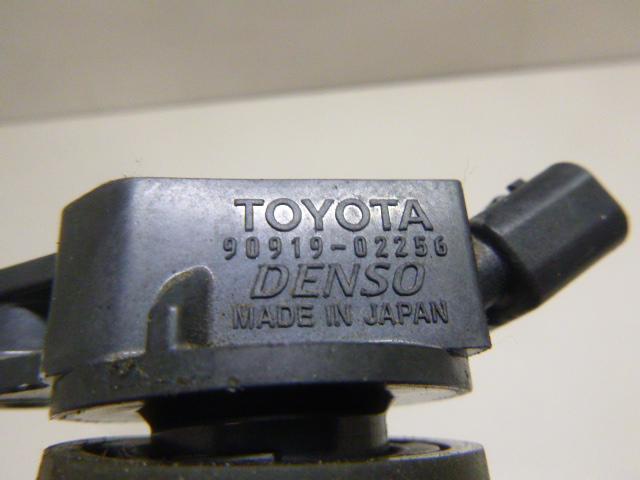 TOYOTA
90919-02256
DENSO
MADE IN JAPAN